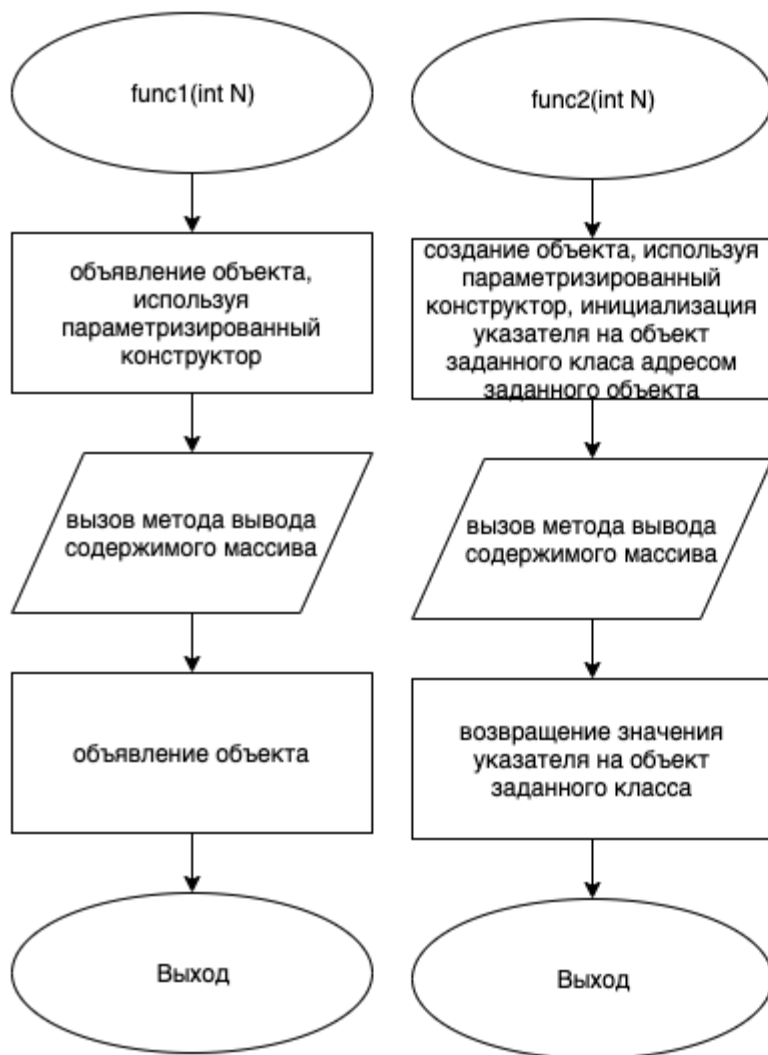 func1(int N)
объявление объекта,
используя
параметризированный
конструктор
вызов метода вывода
содержимого массива
объявление объекта
Выход
func2(int N)
создание объекта, используя
параметризированный
конструктор, инициализация
указателя на объект
заданного класа адресом
заданного объекта
вызов метода вывода
содержимого массива
возвращение значения
указателя на объект
заданного класса
Выход